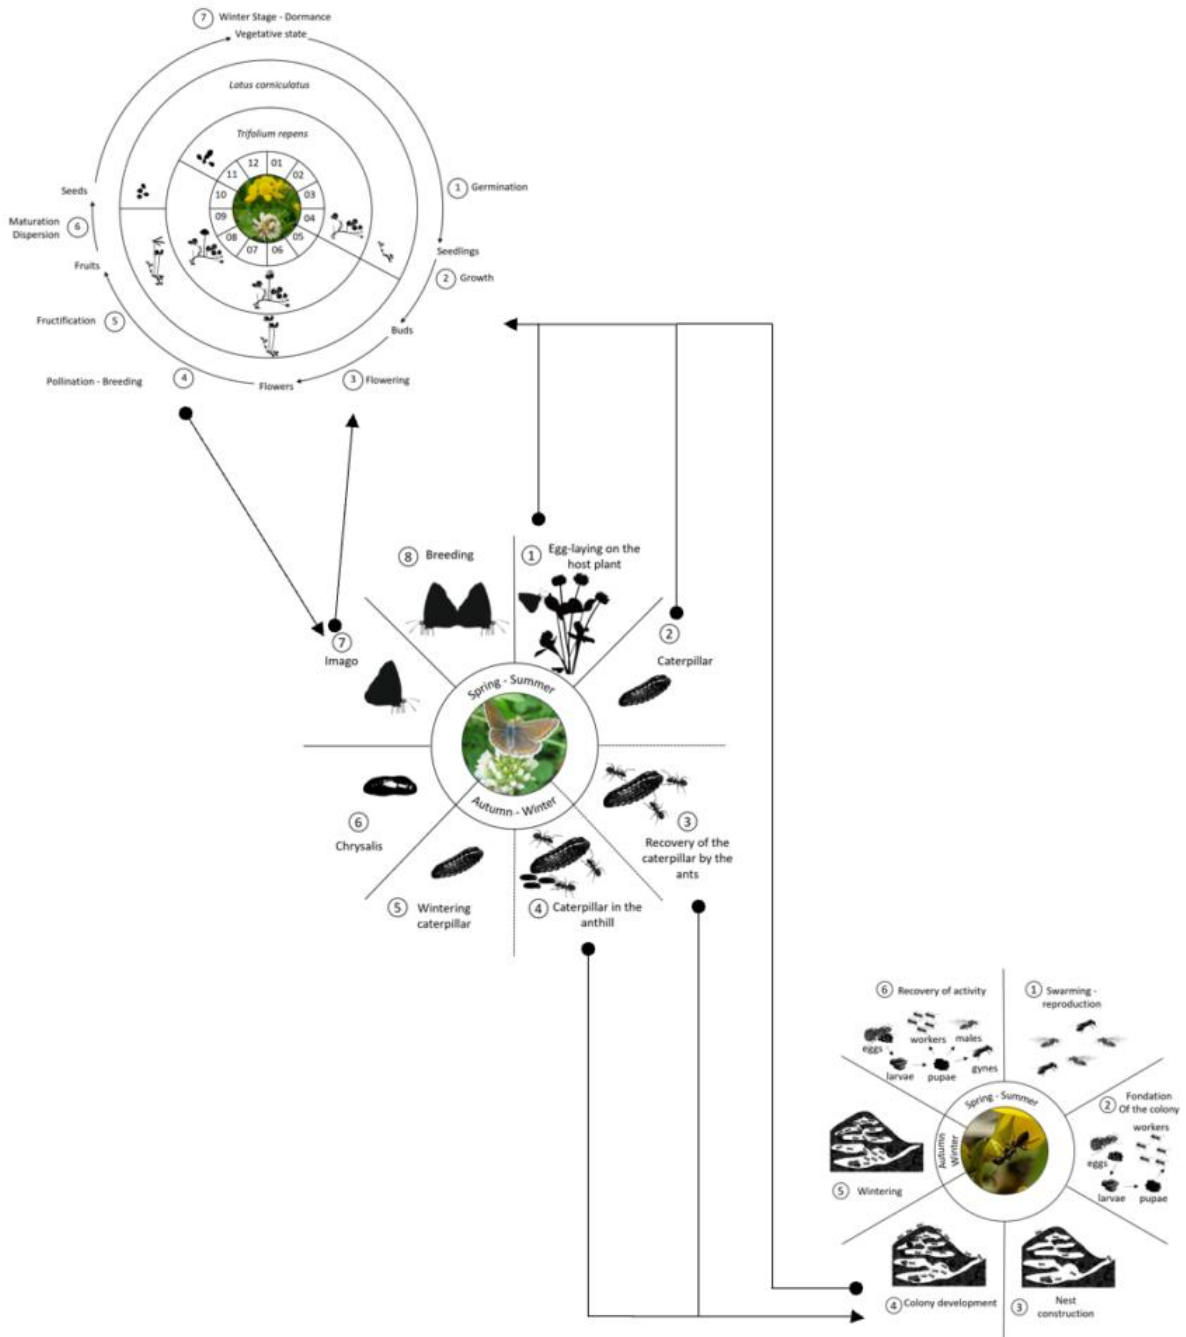 7 Winter Stage - Dormance
Vegetative state
Lotus corniculatus
Trifolium repens
12 01
11 02
10 03
09 04
08 05
07 06
Seeds
1 Germination
Maturation
Dispersion 6
Seedlings
Fruits
2 Growth
Fructification 5
Buds
Pollination - Breeding 4
Flowers
3 Flowering
8 Breeding
1 Egg-laying on the
host plant
7
Imago
2
Caterpillar
Spring - Summer
Autumn - Winter
6
Chrysalis
3
Recovery of the
caterpillar by the
ants
5 Wintering
caterpillar
4 Caterpillar in the
anthill
6 Recovery of activity
eggs
workers
males
larvae
pupae
gynes
1 Swarming -
reproduction
Spring - Summer
Autumn
Winter
2 Fondation
Of the colony
workers
eggs
larvae
pupae
5 Wintering
4 Colony development
3 Nest
construction